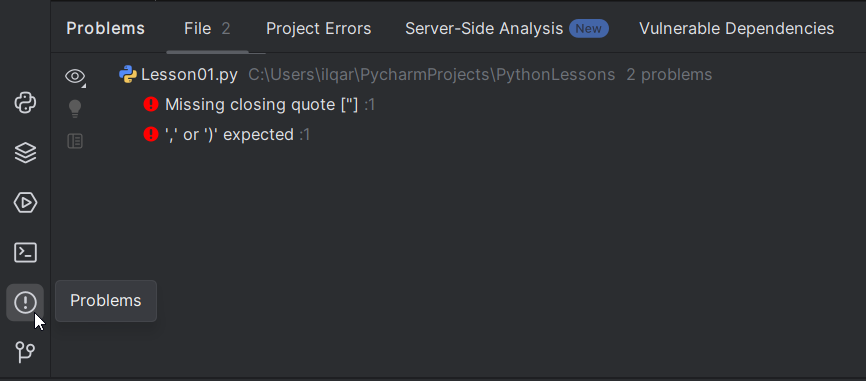 Problems File 2 Project Errors Server-Side Analysis New Vulnerable Dependencies
Lesson01.py C:\Users\ilqar\PycharmProjects\PythonLessons 2 problems
Missing closing quote ["] :1
',' or ')' expected :1
Problems